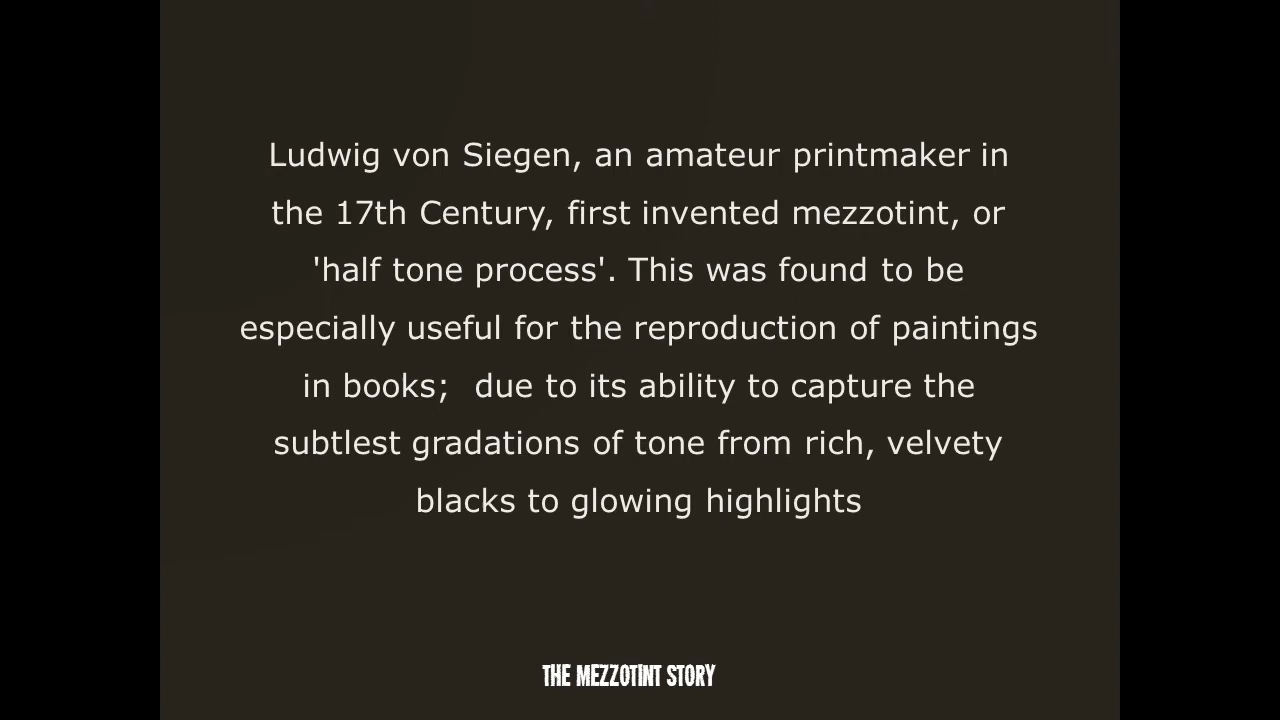 Ludwig von Siegen, an amateur printmaker in
the 17th Century, first invented mezzotint, or
'half tone process'. This was found to be
especially useful for the reproduction of paintings
in books;  due to its ability to capture the
subtlest gradations of tone from rich, velvety
blacks to glowing highlights
THE MEZZOTINT STORY